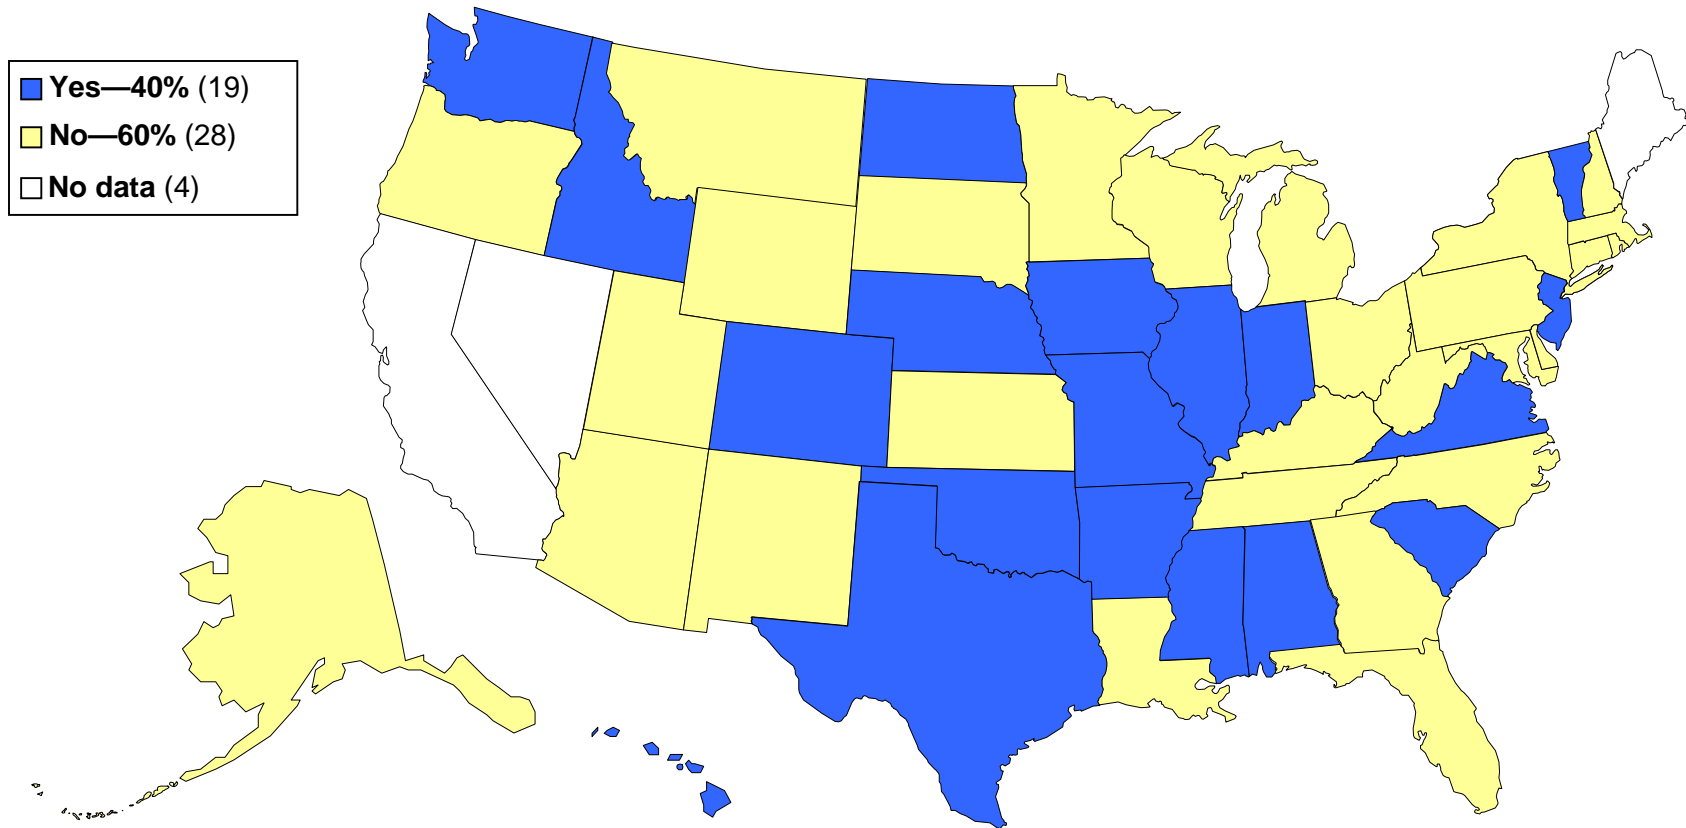 Yes—40% (19)
No—60% (28)
No data (4)